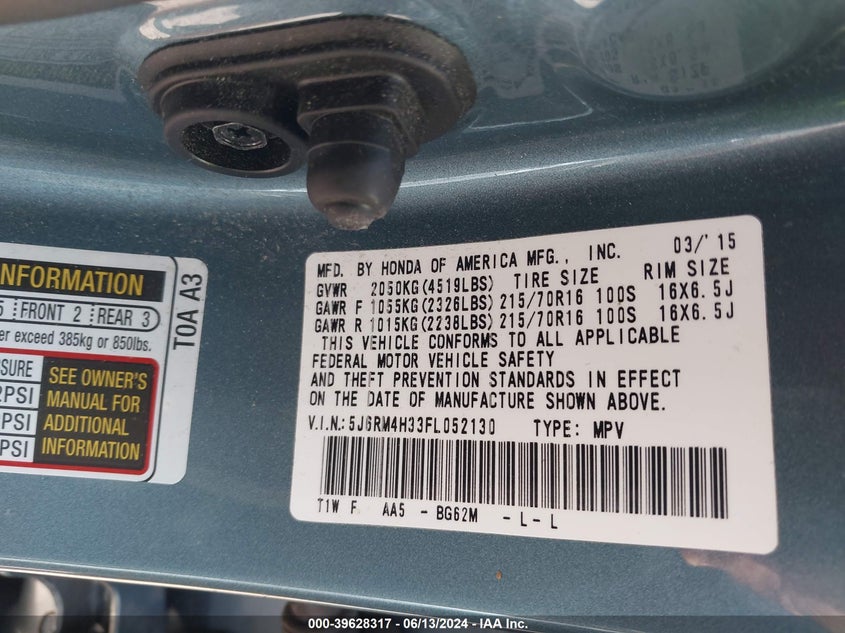 INFORMATION
5 FRONT 2 REAR 3
er exceed 385kg or 850lbs.
SURE
2PSI
PSI
PSI
SEE OWNER'S
MANUAL FOR
ADDITIONAL
INFORMATION
T0A A3
MFD. BY HONDA OF AMERICA MFG., INC. 03/'15
GVWR 2050KG(4519LBS) TIRE SIZE RIM SIZE
GAWR F 1055KG(2326LBS) 215/70R16 100S 16X6.5J
GAWR R 1015KG(2238LBS) 215/70R16 100S 16X6.5J
THIS VEHICLE CONFORMS TO ALL APPLICABLE
FEDERAL MOTOR VEHICLE SAFETY
AND THEFT PREVENTION STANDARDS IN EFFECT
ON THE DATE OF MANUFACTURE SHOWN ABOVE.
V.I.N.: 5J6RM4H33FL052130 TYPE: MPV
T1W F AA5 - BG62M - L - L
000-39628317 - 06/13/2024 - IAA Inc.